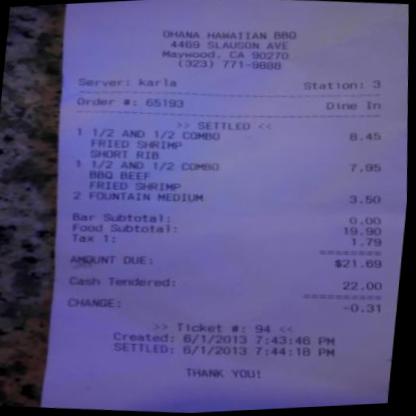 OHANA HAWAIIAN BBQ
4469 SLAUSON AVE
Maywood, CA 90270
(323) 771-9888
Server: karla Station: 3
Order #: 65193 Dine In
>> SETTLED <<
1 1/2 AND 1/2 COMBO 8.45
FRIED SHRIMP
SHORT RIB
1 1/2 AND 1/2 COMBO 7.95
BBQ BEEF
FRIED SHRIMP
2 FOUNTAIN MEDIUM 3.50
Bar Subtotal: 0.00
Food Subtotal: 19.90
Tax 1: 1.79
========
AMOUNT DUE: $21.69
Cash Tendered: 22.00
==========
CHANGE: -0.31
>> Ticket #: 94 <<
Created: 6/1/2013 7:43:46 PM
SETTLED: 6/1/2013 7:44:18 PM
THANK YOU!